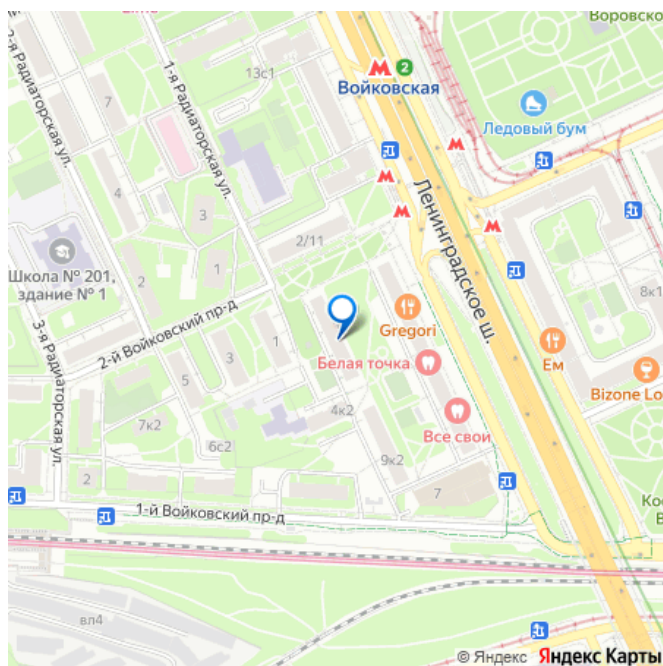 Воровско
13с1
2
Войковская
Ледовый бум
2-я Радиаторская ул.
1-я Радиаторская ул.
7
4
3
2/11
Ленинградское ш.
Школа № 201,
здание № 1
2
1
8к1
2-й Войковский пр-д
Gregori
3-я Радиаторская ул.
3
1
Белая точка
Ем
5
Bizone Lo
7к2
4к2
Все свои
6с2
9к2
2
7
Кос
В
1-й Войковский пр-д
вл4
© Яндекс Яндекс Карты